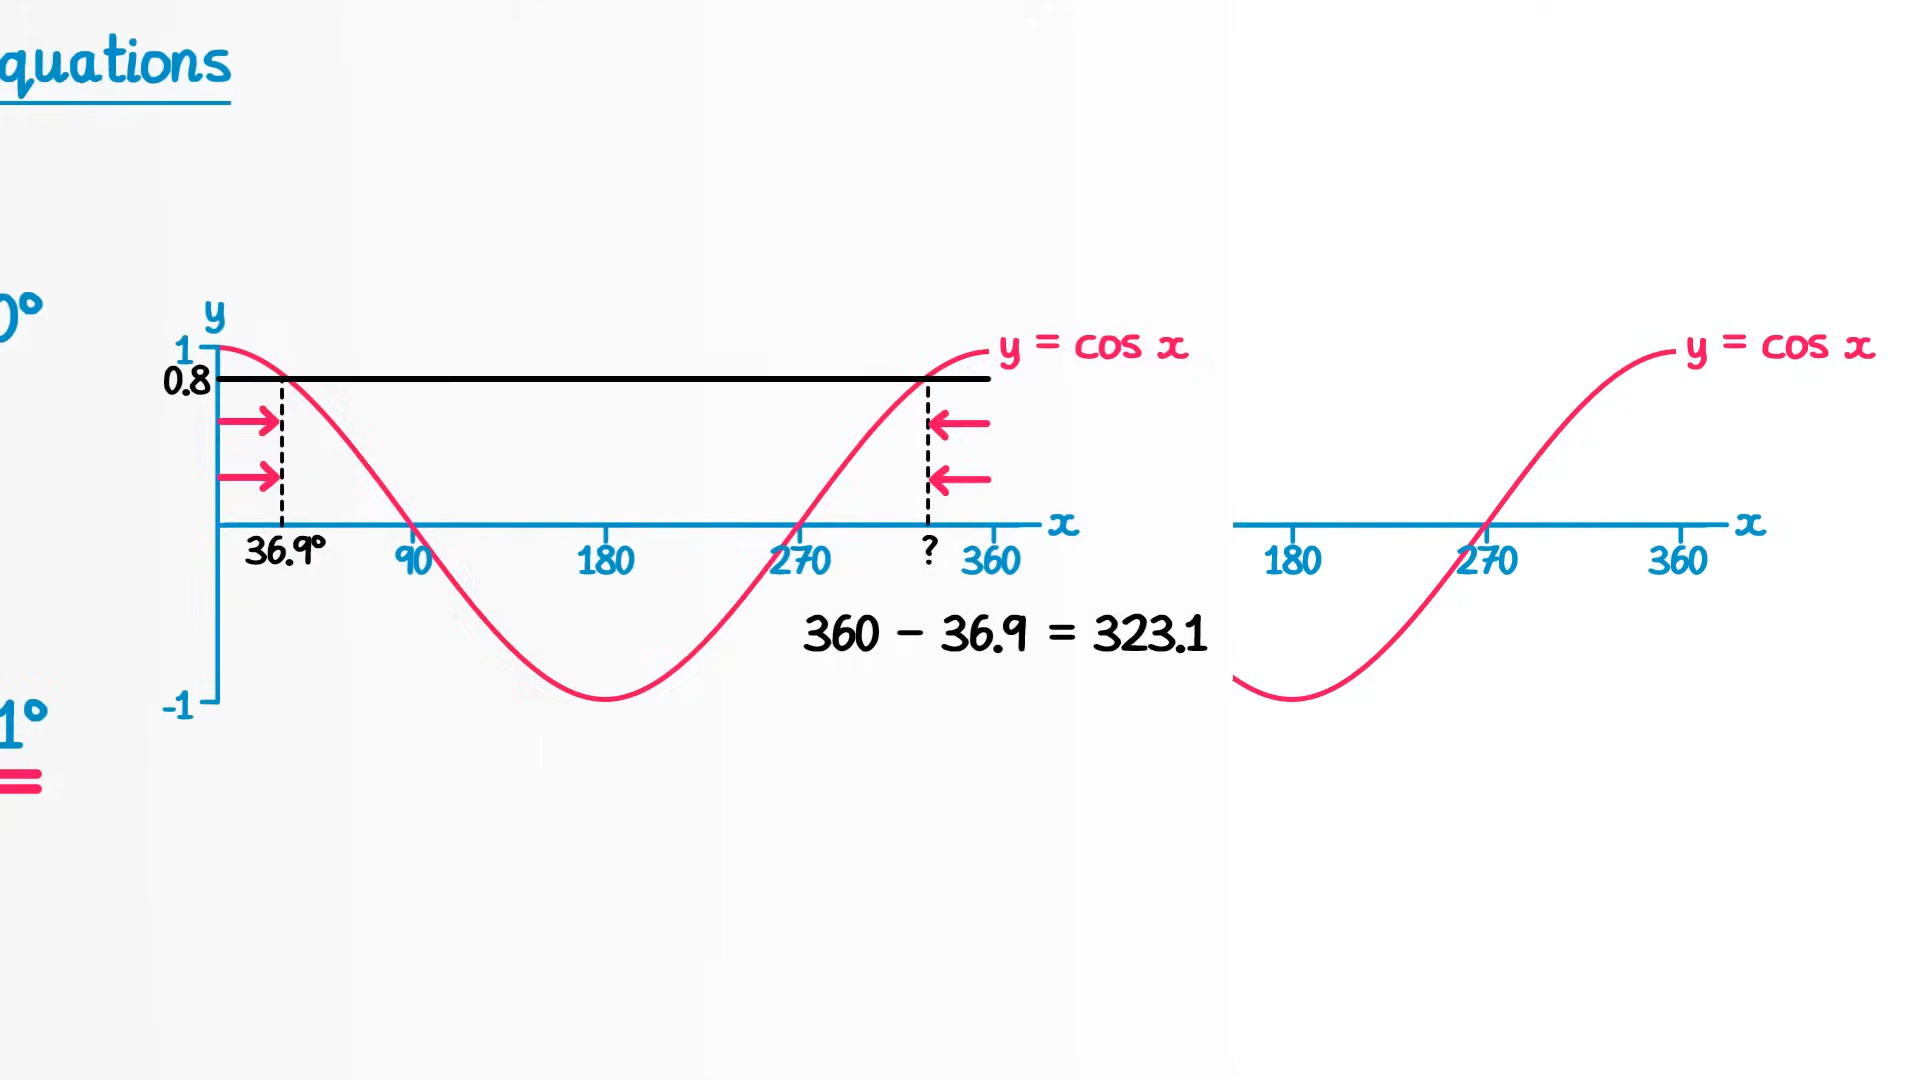 quations
0°
y
1
0.8
y = cos x
y = cos x
x
x
36.9°
90
180
270
?
360
180
270
360
360 − 36.9 = 323.1
-1
1°